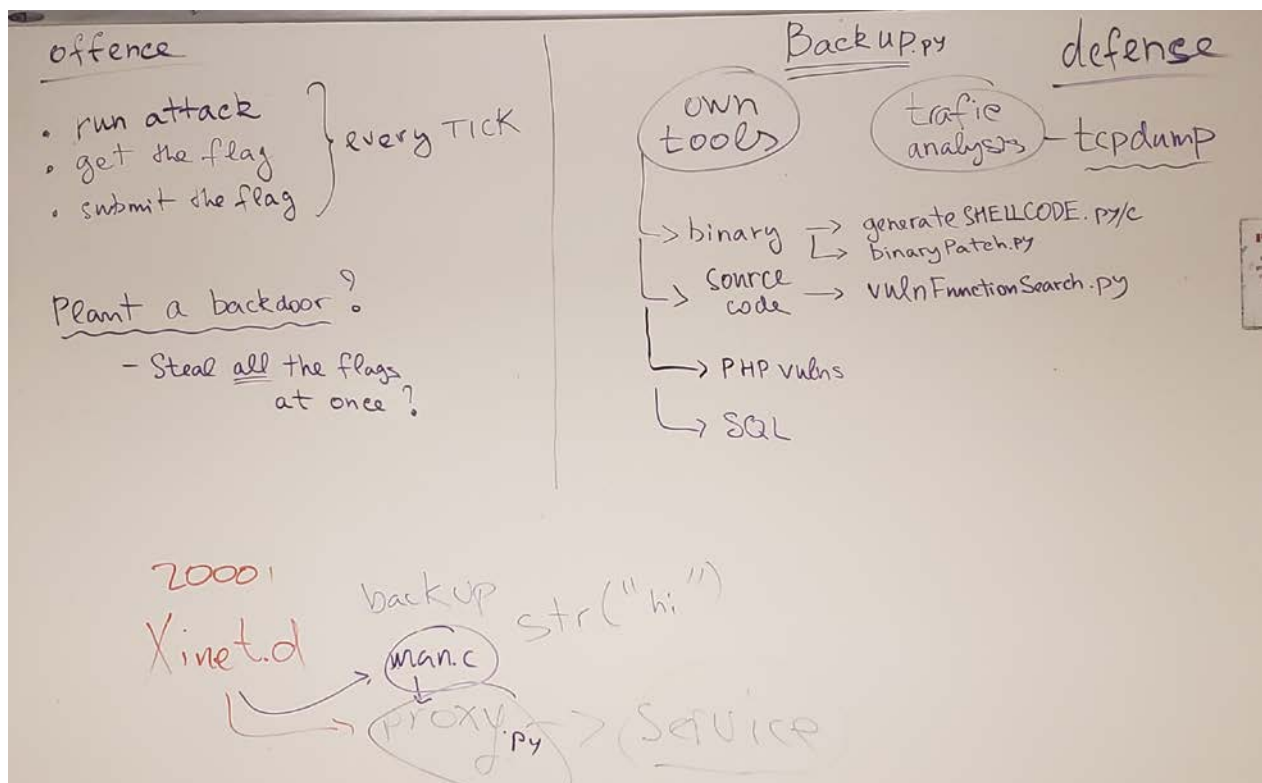 offence
• run attack
• get the flag
• submit the flag
every TICK
Plant a backdoor?
- Steal all the flags
at once?
Backup.py
defense
own
tools
trafic
analysis
- tcpdump
-> binary -> generate SHELLCODE.py/c
-> binaryPatch.py
-> source
code -> vulnFunctionSearch.py
-> PHP vulns
-> SQL
20001
Xinet.d
backup
str("hi")
man.c
proxy.py -> Service